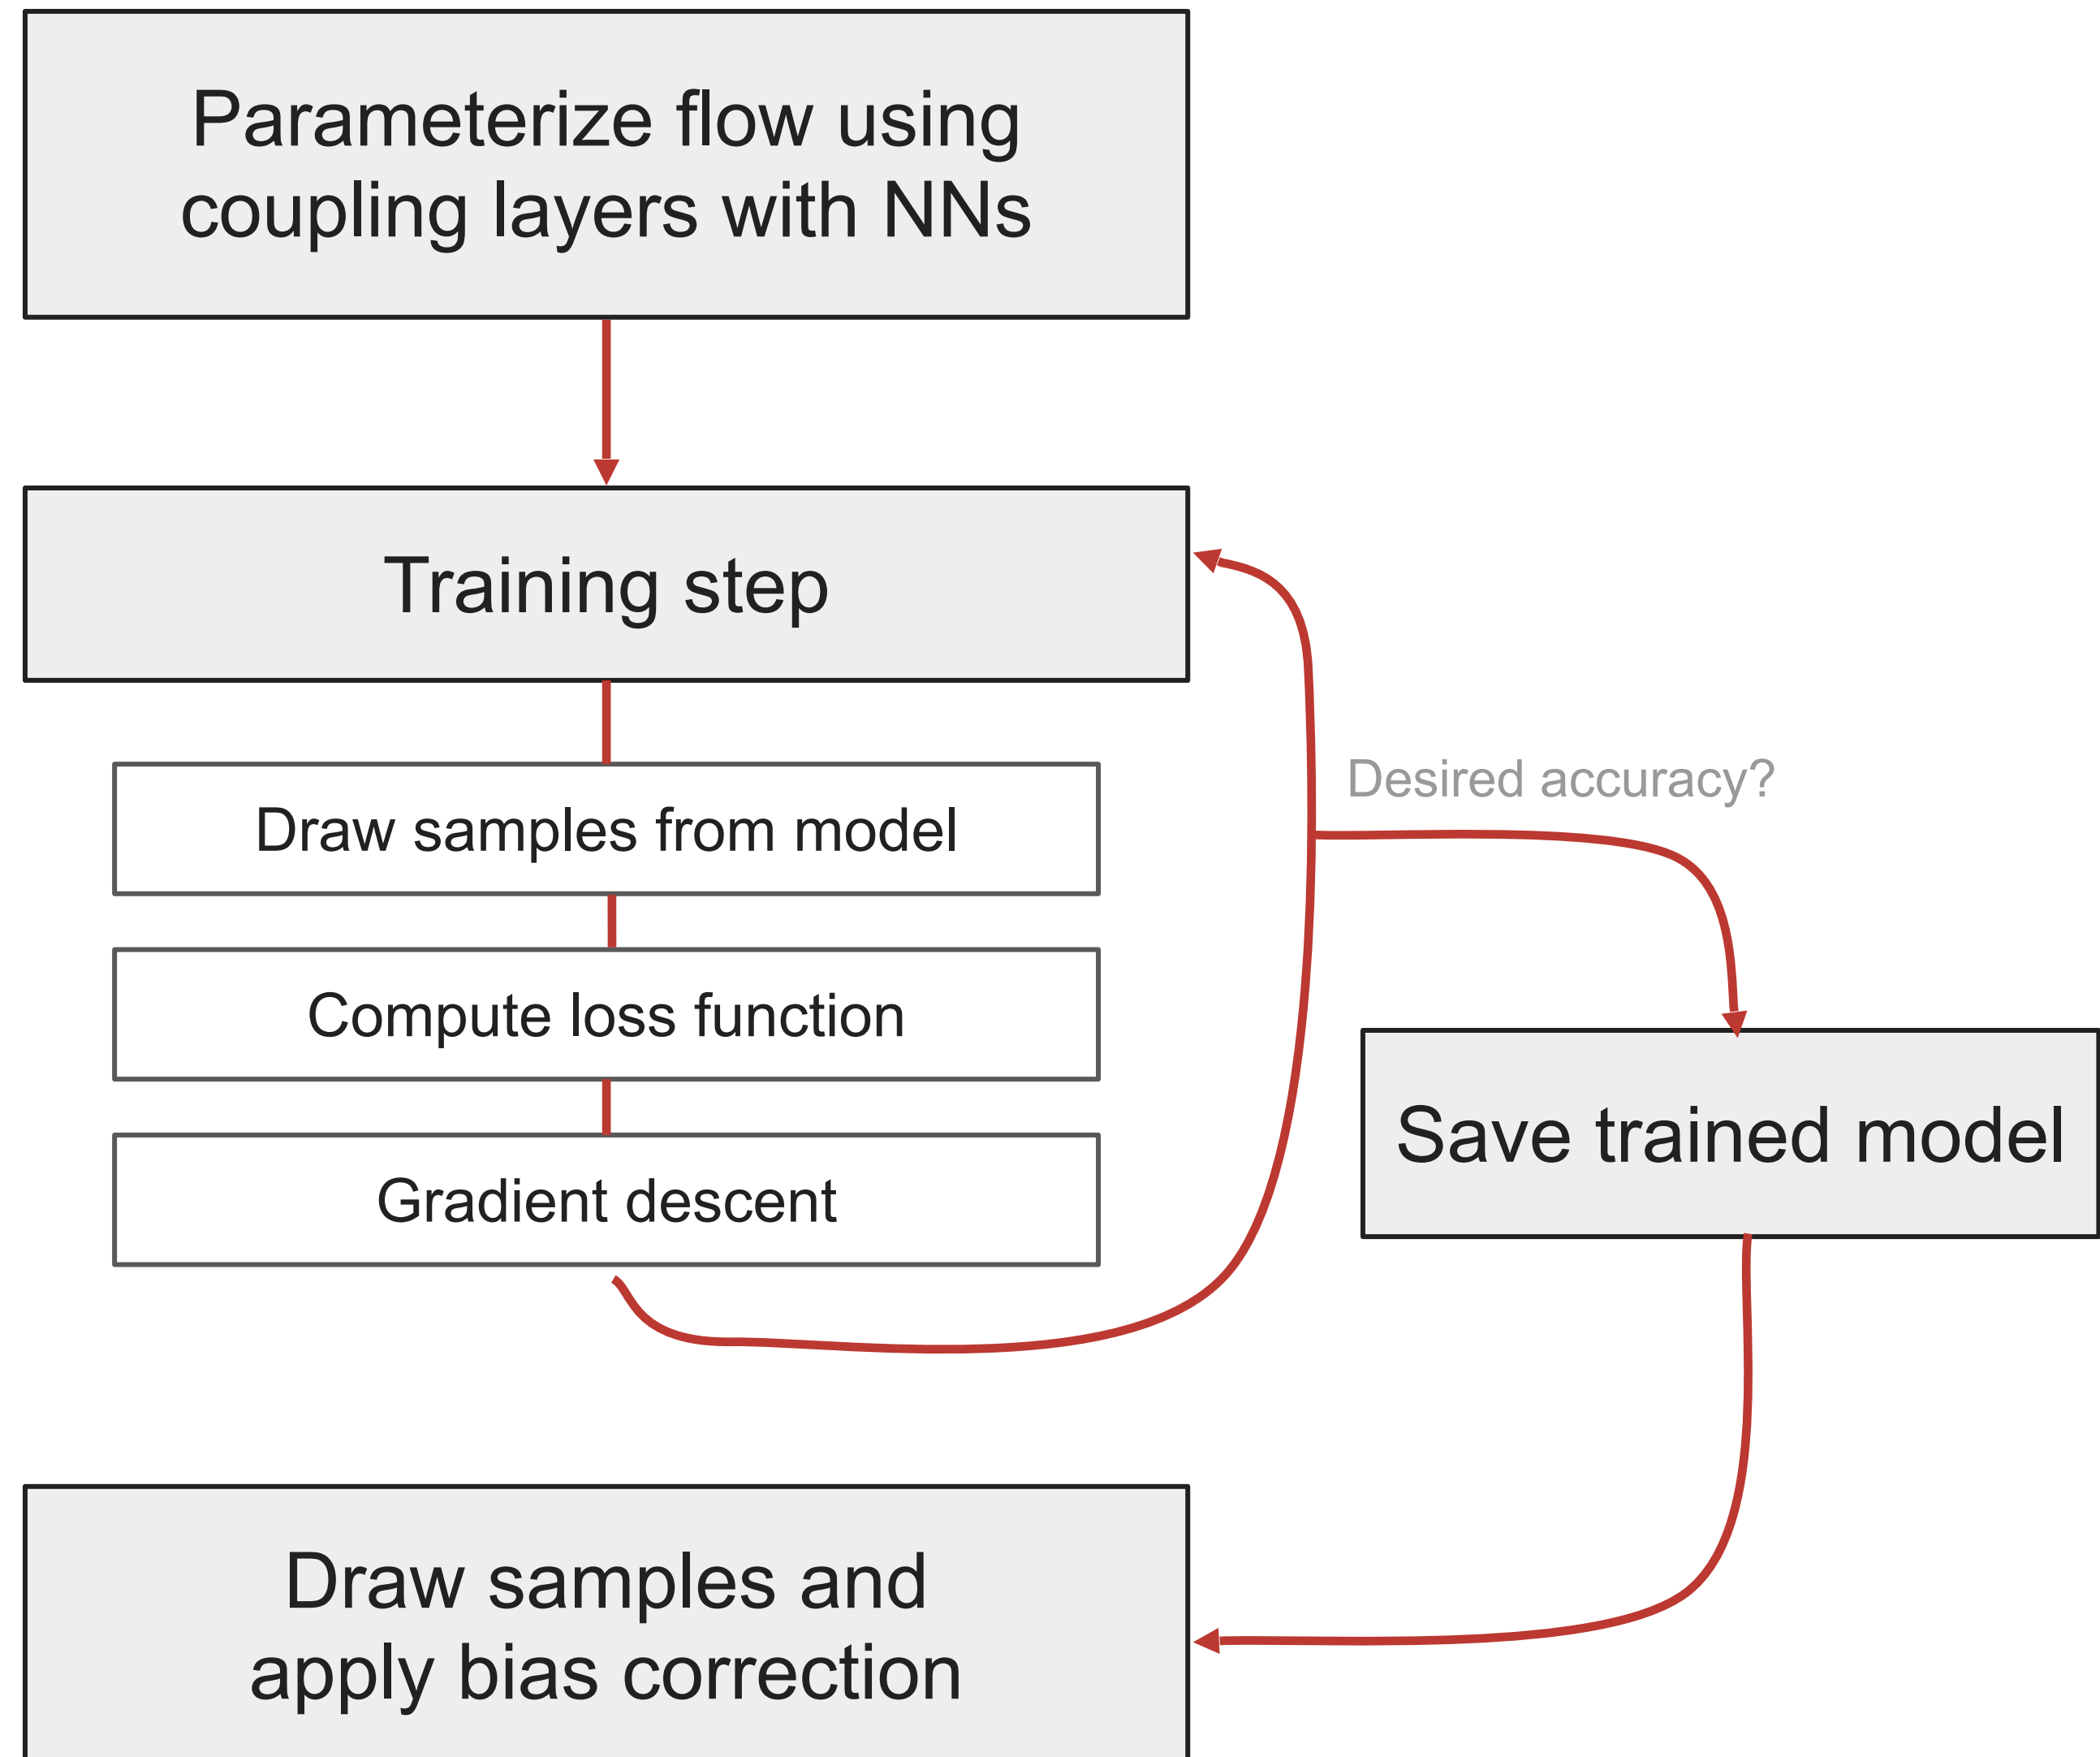 Parameterize flow using
coupling layers with NNs
Training step
Draw samples from model
Compute loss function
Gradient descent
Desired accuracy?
Save trained model
Draw samples and
apply bias correction